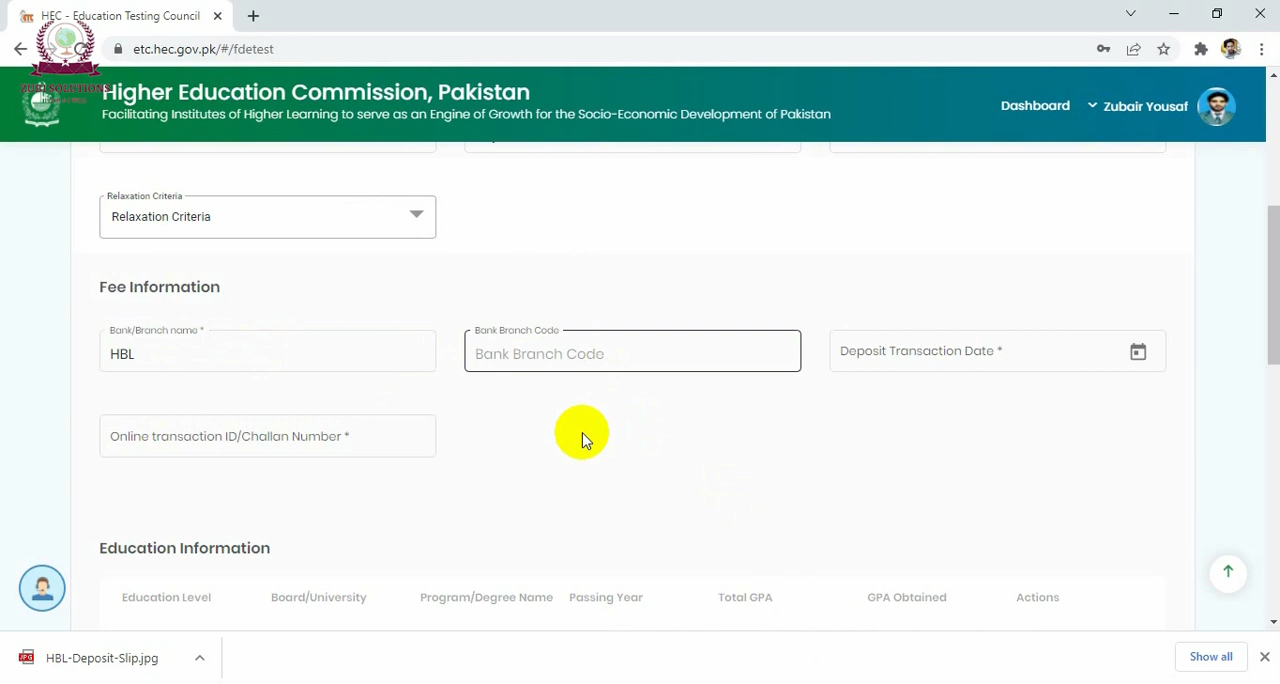 HEC - Education Testing Council
etc.hec.gov.pk/#/fdetest
ZUBI SOLUTIONS
Higher Education Commission, Pakistan
Facilitating Institutes of Higher Learning to serve as an Engine of Growth for the Socio-Economic Development of Pakistan
Dashboard
Zubair Yousaf
Relaxation Criteria
Relaxation Criteria
Fee Information
Bank/Branch name *
HBL
Bank Branch Code
Bank Branch Code
Deposit Transaction Date *
Online transaction ID/Challan Number *
Education Information
Education Level Board/University Program/Degree Name Passing Year Total GPA GPA Obtained Actions
HBL-Deposit-Slip.jpg
Show all